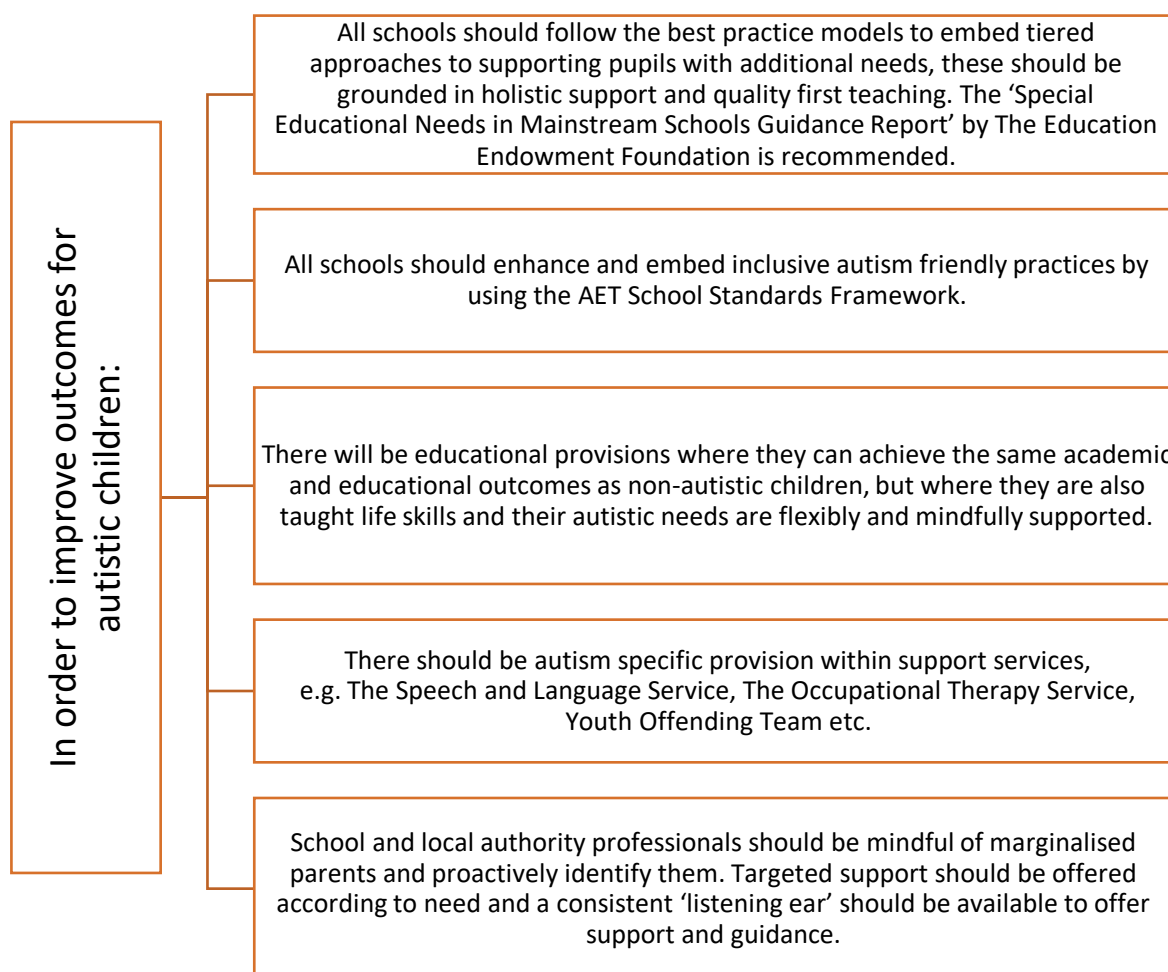 In order to improve outcomes for
autistic children:
All schools should follow the best practice models to embed tiered
approaches to supporting pupils with additional needs, these should be
grounded in holistic support and quality first teaching. The ‘Special
Educational Needs in Mainstream Schools Guidance Report’ by The Education
Endowment Foundation is recommended.
All schools should enhance and embed inclusive autism friendly practices by
using the AET School Standards Framework.
There will be educational provisions where they can achieve the same academic
and educational outcomes as non-autistic children, but where they are also
taught life skills and their autistic needs are flexibly and mindfully supported.
There should be autism specific provision within support services,
e.g. The Speech and Language Service, The Occupational Therapy Service,
Youth Offending Team etc.
School and local authority professionals should be mindful of marginalised
parents and proactively identify them. Targeted support should be offered
according to need and a consistent ‘listening ear’ should be available to offer
support and guidance.